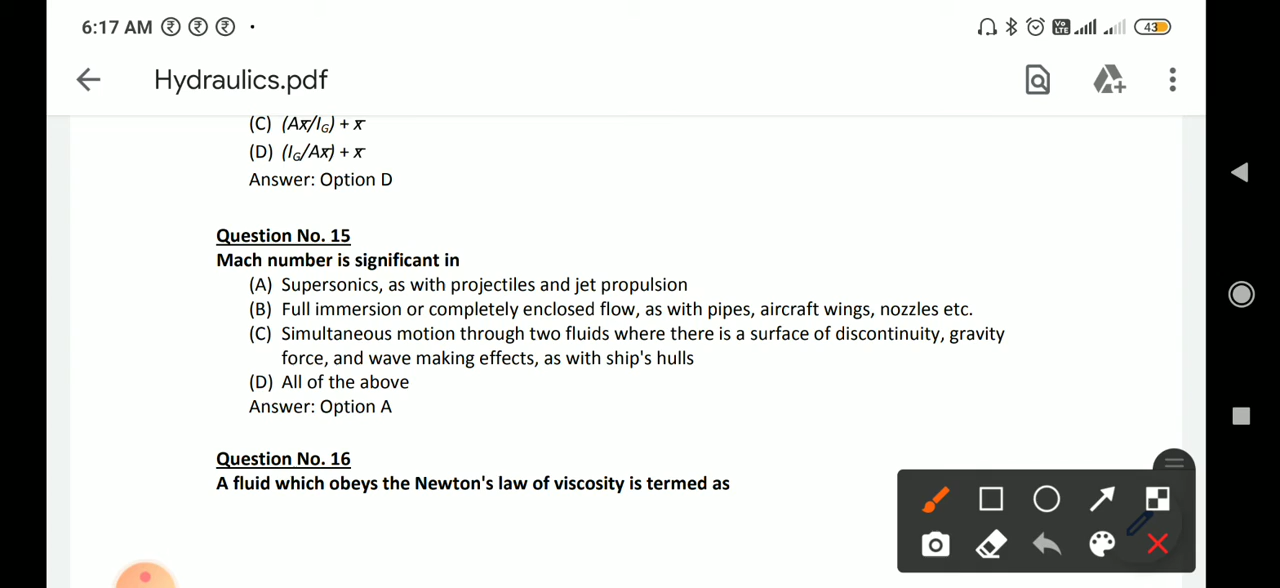 6:17 AM
Vo LTE
43
Hydraulics.pdf
(C) (Ax̅/I_G) + x̅
(D) (I_G/Ax̅) + x̅
Answer: Option D
Question No. 15
Mach number is significant in
(A) Supersonics, as with projectiles and jet propulsion
(B) Full immersion or completely enclosed flow, as with pipes, aircraft wings, nozzles etc.
(C) Simultaneous motion through two fluids where there is a surface of discontinuity, gravity
force, and wave making effects, as with ship's hulls
(D) All of the above
Answer: Option A
Question No. 16
A fluid which obeys the Newton's law of viscosity is termed as